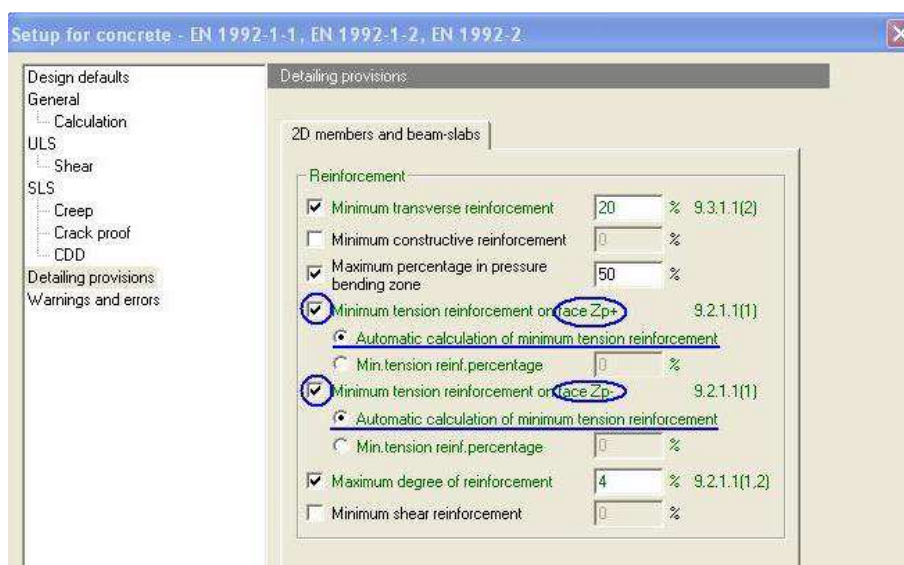 Setup for concrete - EN 1992-1-1, EN 1992-1-2, EN 1992-2
Design defaults
General
Calculation
ULS
Shear
SLS
Creep
Crack proof
CDD
Detailing provisions
Warnings and errors
Detailing provisions
2D members and beam-slabs
Reinforcement
Minimum transverse reinforcement 20 % 9.3.1.1(2)
Minimum constructive reinforcement 0 %
Maximum percentage in pressure
bending zone 50 %
Minimum tension reinforcement on face Zp+ 9.2.1.1(1)
Automatic calculation of minimum tension reinforcement
Min.tension reinf.percentage 0 %
Minimum tension reinforcement on face Zp- 9.2.1.1(1)
Automatic calculation of minimum tension reinforcement
Min.tension reinf.percentage 0 %
Maximum degree of reinforcement 4 % 9.2.1.1(1,2)
Minimum shear reinforcement 0 %